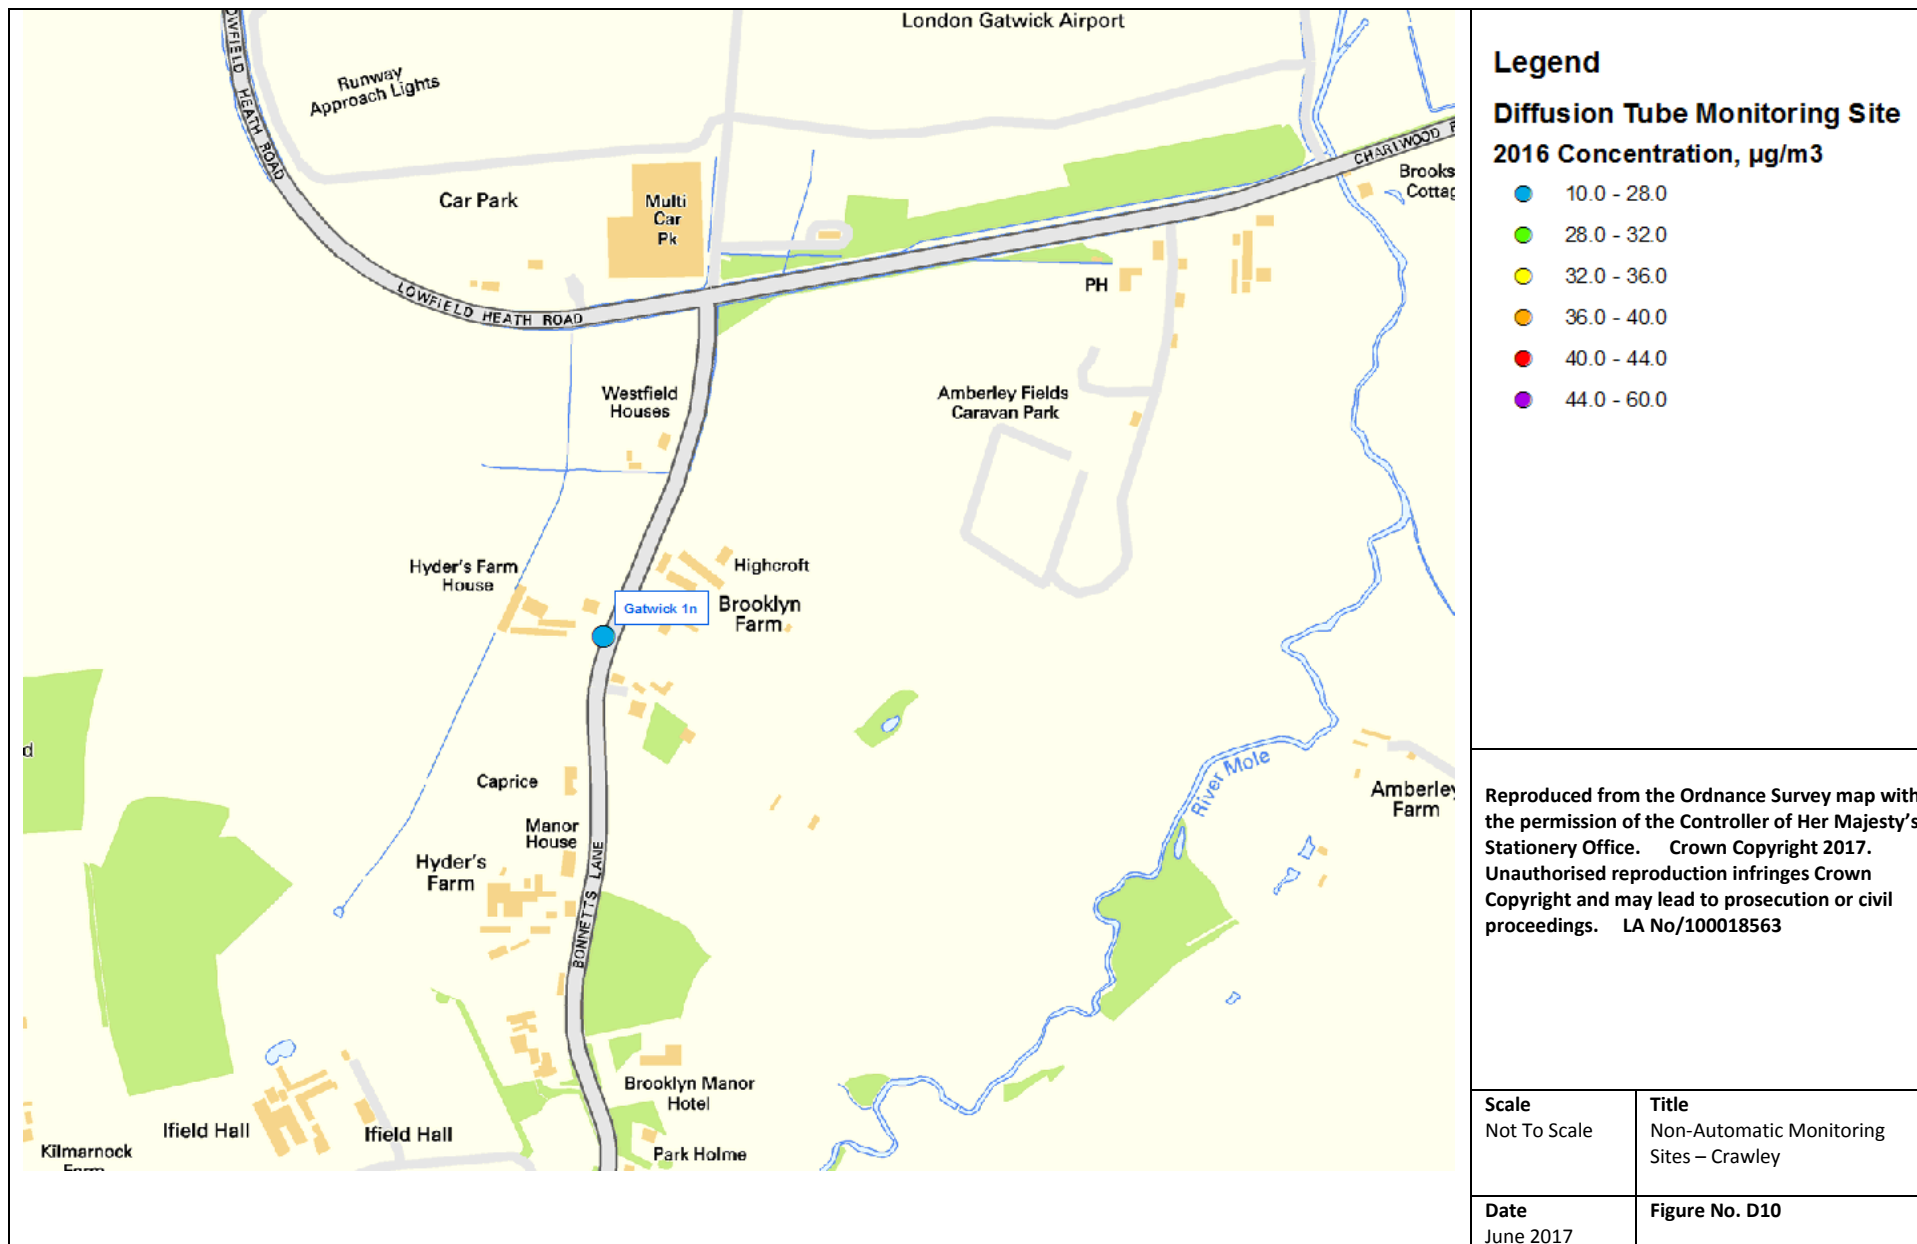 London Gatwick Airport
OWFIELD HEATH ROAD
Runway
Approach Lights
Car Park
Multi
Car
Pk
CHARLWOOD R
Brooks
Cottag
LOWFIELD HEATH ROAD
PH
Westfield
Houses
Amberley Fields
Caravan Park
Hyder's Farm
House
Highcroft
Gatwick 1n
Brooklyn
Farm
d
River Mole
Caprice
Amberley
Farm
Manor
House
Hyder's
Farm
BONNETTS LANE
Brooklyn Manor
Hotel
Ifield Hall
Ifield Hall
Kilmarnock
Farm
Park Holme
Legend
Diffusion Tube Monitoring Site
2016 Concentration, µg/m3
10.0 - 28.0
28.0 - 32.0
32.0 - 36.0
36.0 - 40.0
40.0 - 44.0
44.0 - 60.0
Reproduced from the Ordnance Survey map with
the permission of the Controller of Her Majesty's
Stationery Office. Crown Copyright 2017.
Unauthorised reproduction infringes Crown
Copyright and may lead to prosecution or civil
proceedings. LA No/100018563
Scale
Not To Scale
Title
Non-Automatic Monitoring
Sites – Crawley
Date
June 2017
Figure No. D10